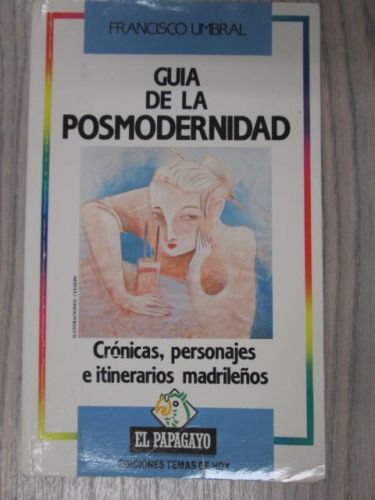 FRANCISCO UMBRAL
GUIA
DE LA
POSMODERNIDAD
Crónicas, personajes
e itinerarios madrileños
EL PAPAGAYO
EDICIONES TEMAS DE HOY